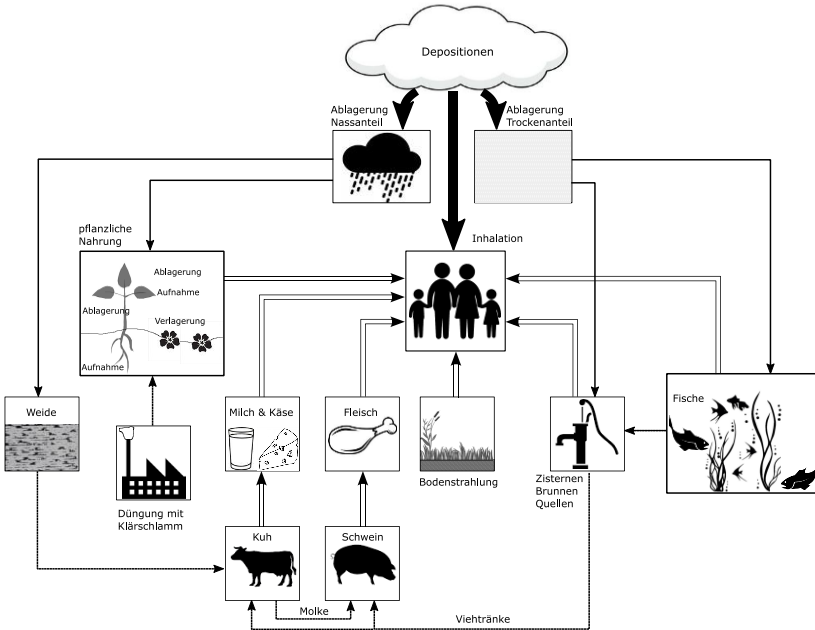 Depositionen
Ablagerung
Nassanteil
Ablagerung
Trockenanteil
pflanzliche
Nahrung
Inhalation
Ablagerung
Aufnahme
Ablagerung
Verlagerung
Aufnahme
Weide
Milch & Käse
Fleisch
Fische
Düngung mit
Klärschlamm
Bodenstrahlung
Zisternen
Brunnen
Quellen
Kuh
Schwein
Molke
Viehtränke